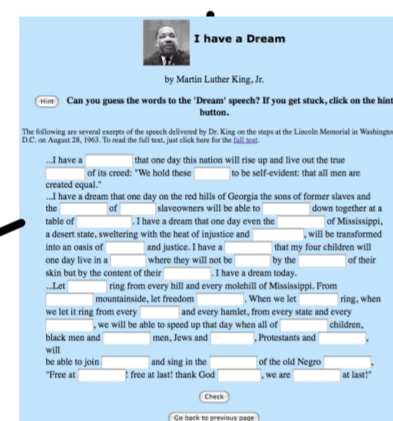 I have a Dream
by Martin Luther King, Jr.
Hint Can you guess the words to the 'Dream' speech? If you get stuck, click on the hint
button.
The following are several excerpts of the speech delivered by Dr. King on the steps at the Lincoln Memorial in Washington
D.C. on August 28, 1963. To read the full text, just click here for the full text.
...I have a that one day this nation will rise up and live out the true
of its creed: "We hold these to be self-evident: that all men are
created equal."
...I have a dream that one day on the red hills of Georgia the sons of former slaves and
the of slaveowners will be able to down together at a
table of . I have a dream that one day even the of Mississippi,
a desert state, sweltering with the heat of injustice and , will be transformed
into an oasis of and justice. I have a that my four children will
one day live in a where they will not be by the of their
skin but by the content of their . I have a dream today.
...Let ring from every hill and every molehill of Mississippi. From
mountainside, let freedom . When we let ring, when
we let it ring from every and every hamlet, from every state and every
, we will be able to speed up that day when all of children,
black men and men, Jews and , Protestants and ,
will
be able to join and sing in the of the old Negro ,
"Free at ! free at last! thank God , we are at last!"
Check
Go back to previous page